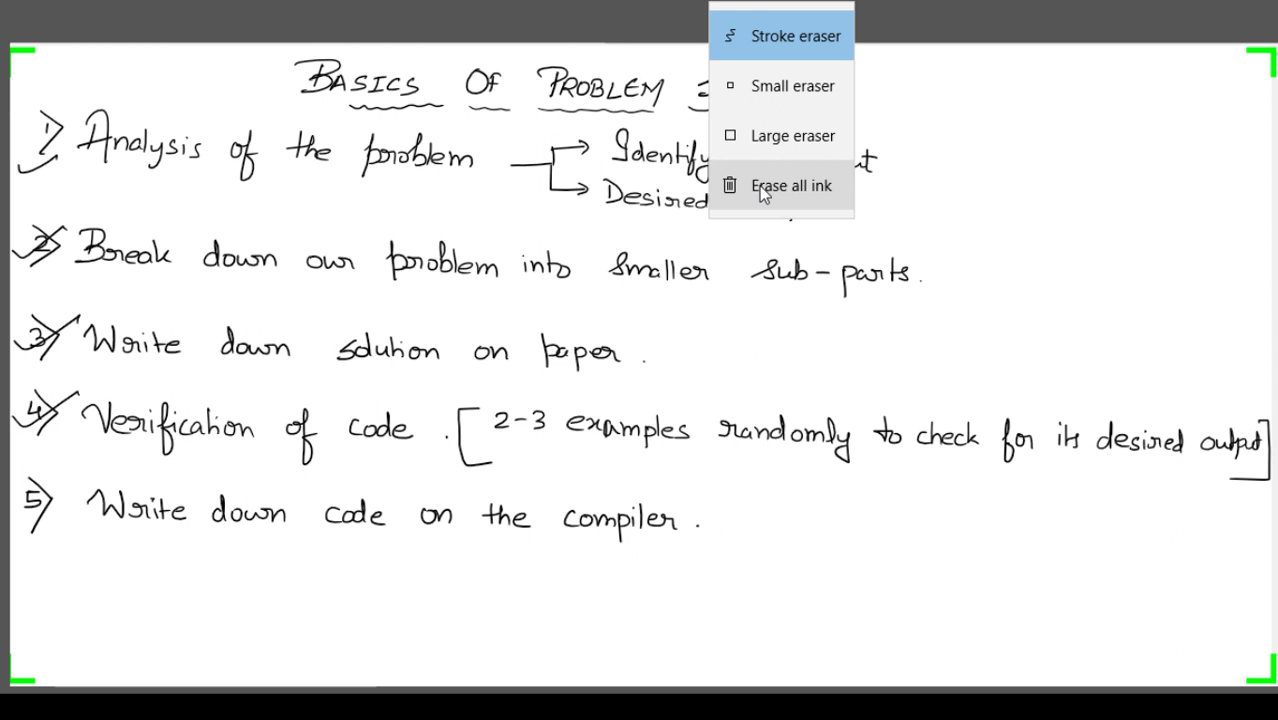 Stroke eraser
Small eraser
Large eraser
Erase all ink
BASICS OF PROBLEM
1) Analysis of the problem → Identify
→ Desired
2) Break down our problem into smaller sub-parts.
3) Write down solution on paper.
4) Verification of code. [2-3 examples randomly to check for its desired output]
5) Write down code on the compiler.